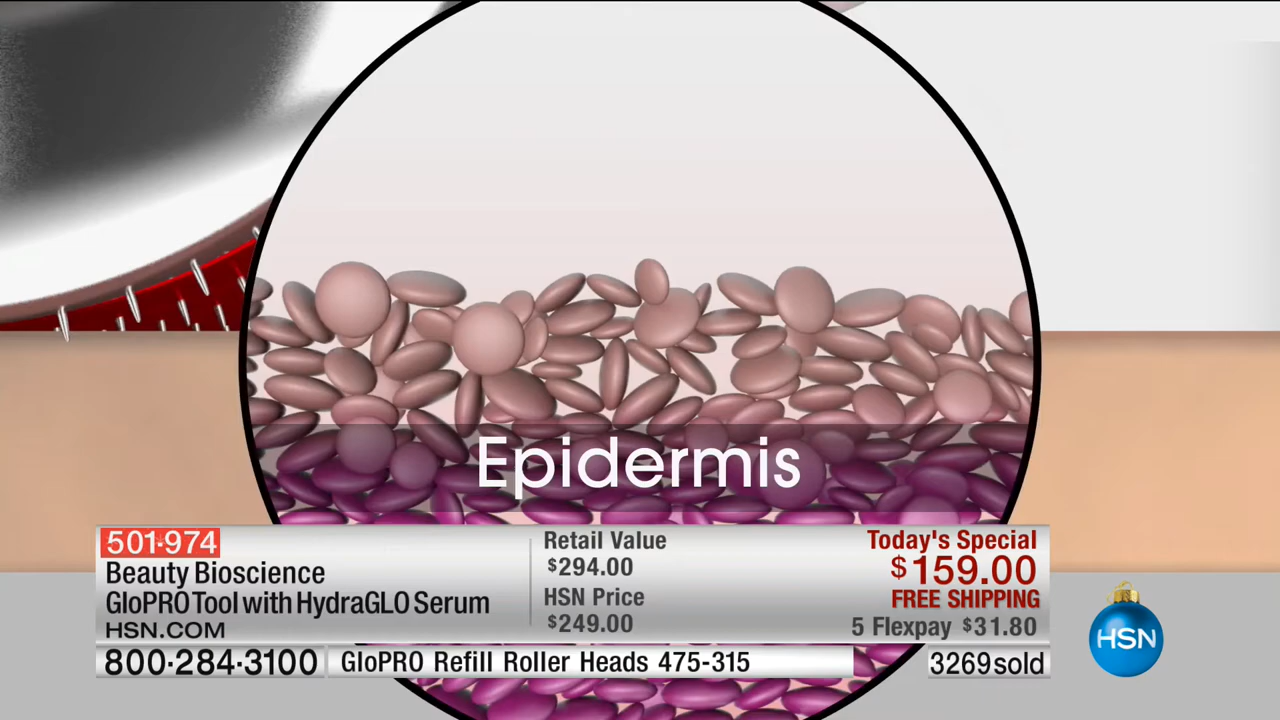 Epidermis
501·974
Beauty Bioscience
GloPRO Tool with HydraGLO Serum
HSN.COM
Retail Value
$294.00
HSN Price
$249.00
Today's Special
$159.00
FREE SHIPPING
5 Flexpay $31.80
HSN
800·284·3100
GloPRO Refill Roller Heads 475-315
3269 sold